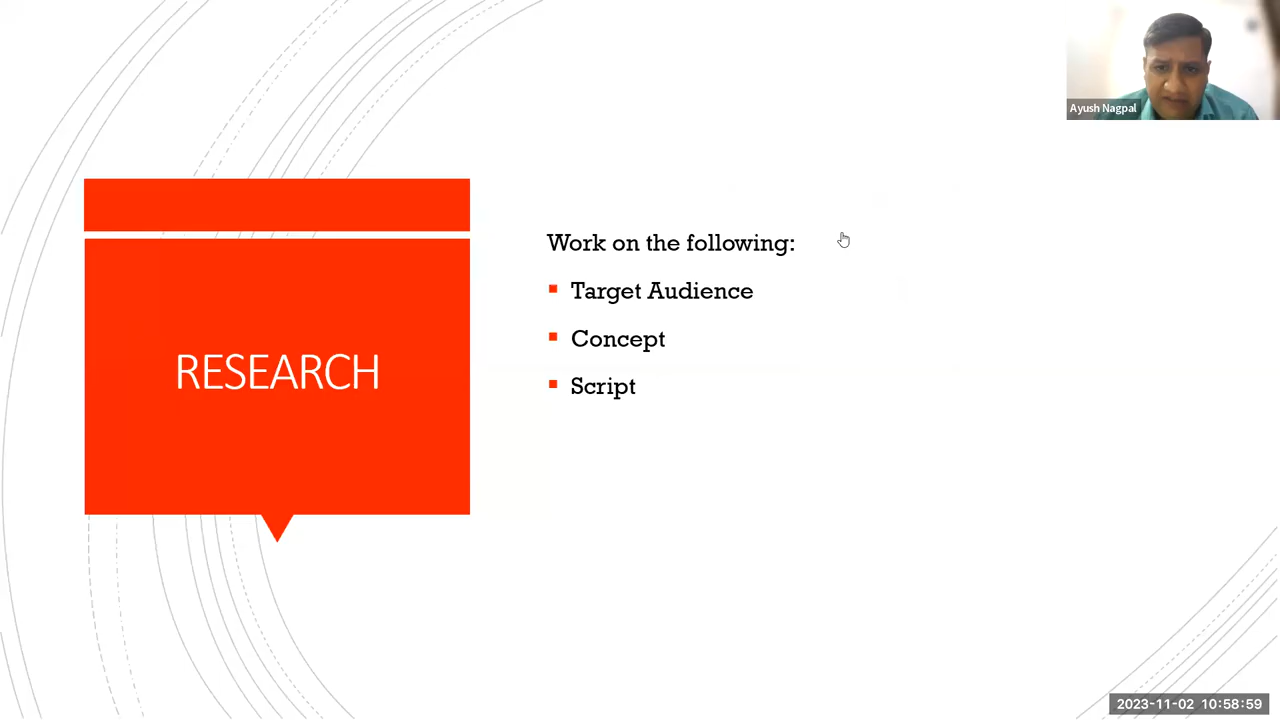 Ayush Nagpal
RESEARCH
Work on the following:
Target Audience
Concept
Script
2023-11-02 10:58:59